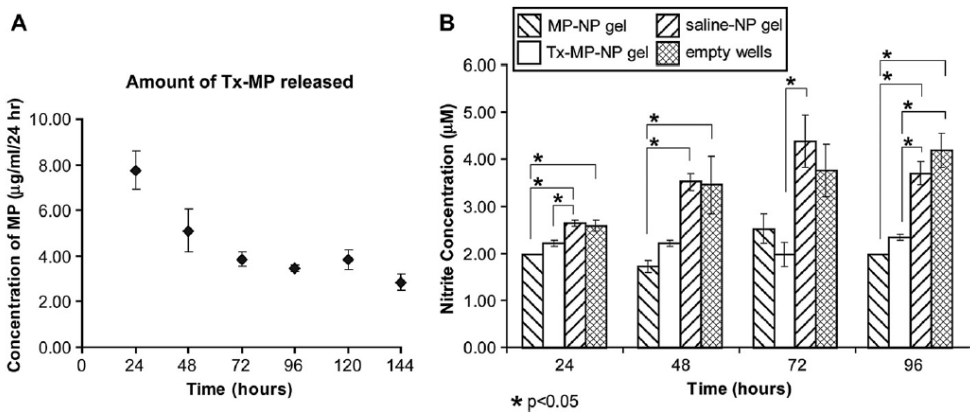 A
Amount of Tx-MP released
Concentration of MP (µg/ml/24 hr)
10.00
8.00
6.00
4.00
2.00
0.00
0 24 48 72 96 120 144
Time (hours)
B
MP-NP gel saline-NP gel
Tx-MP-NP gel empty wells
Nitrite Concentration (µM)
6.00
5.00
4.00
3.00
2.00
1.00
0.00
* * * * * * * * * *
24 48 72 96
Time (hours)
* p<0.05